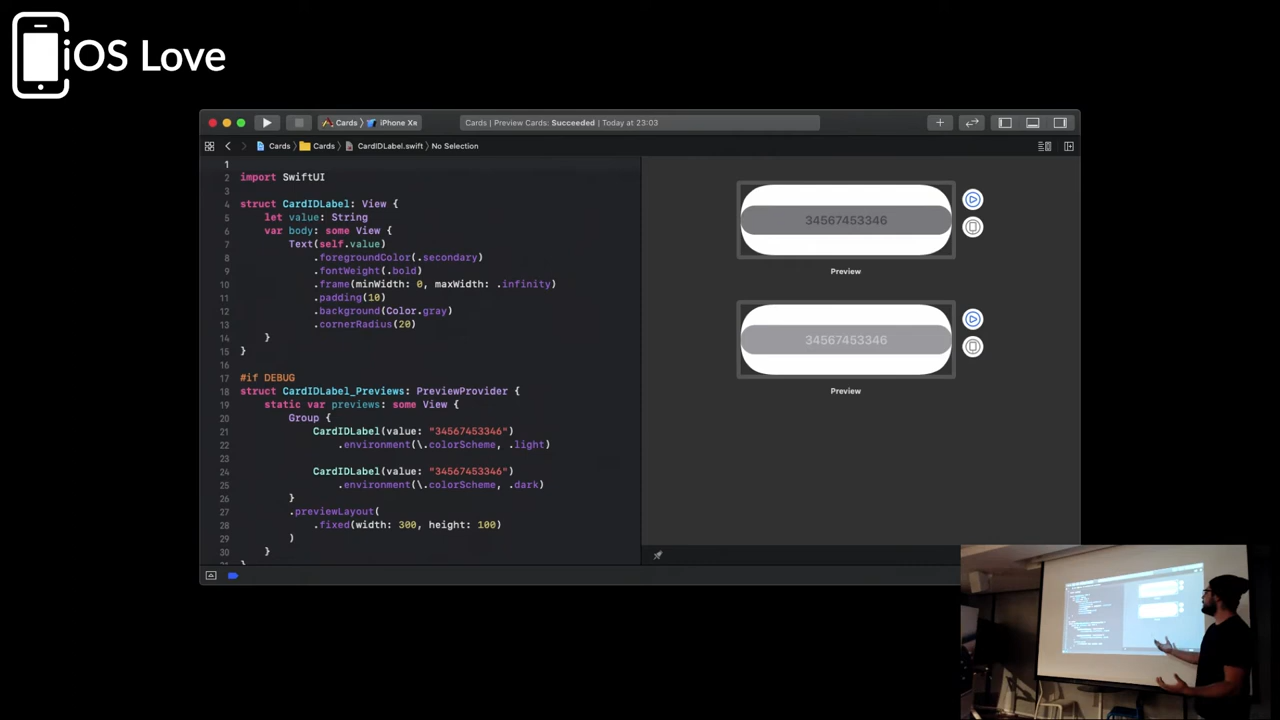 iOS Love
Cards 〉 iPhone Xʀ
Cards | Preview Cards: Succeeded | Today at 23:03
Cards 〉 Cards 〉 CardIDLabel.swift 〉 No Selection
1
2 import SwiftUI
3
4 struct CardIDLabel: View {
5 let value: String
6 var body: some View {
7 Text(self.value)
8 .foregroundColor(.secondary)
9 .fontWeight(.bold)
10 .frame(minWidth: 0, maxWidth: .infinity)
11 .padding(10)
12 .background(Color.gray)
13 .cornerRadius(20)
14 }
15 }
16
17 #if DEBUG
18 struct CardIDLabel_Previews: PreviewProvider {
19 static var previews: some View {
20 Group {
21 CardIDLabel(value: "34567453346")
22 .environment(\.colorScheme, .light)
23
24 CardIDLabel(value: "34567453346")
25 .environment(\.colorScheme, .dark)
26 }
27 .previewLayout(
28 .fixed(width: 300, height: 100)
29 )
30 }
34567453346
Preview
34567453346
Preview